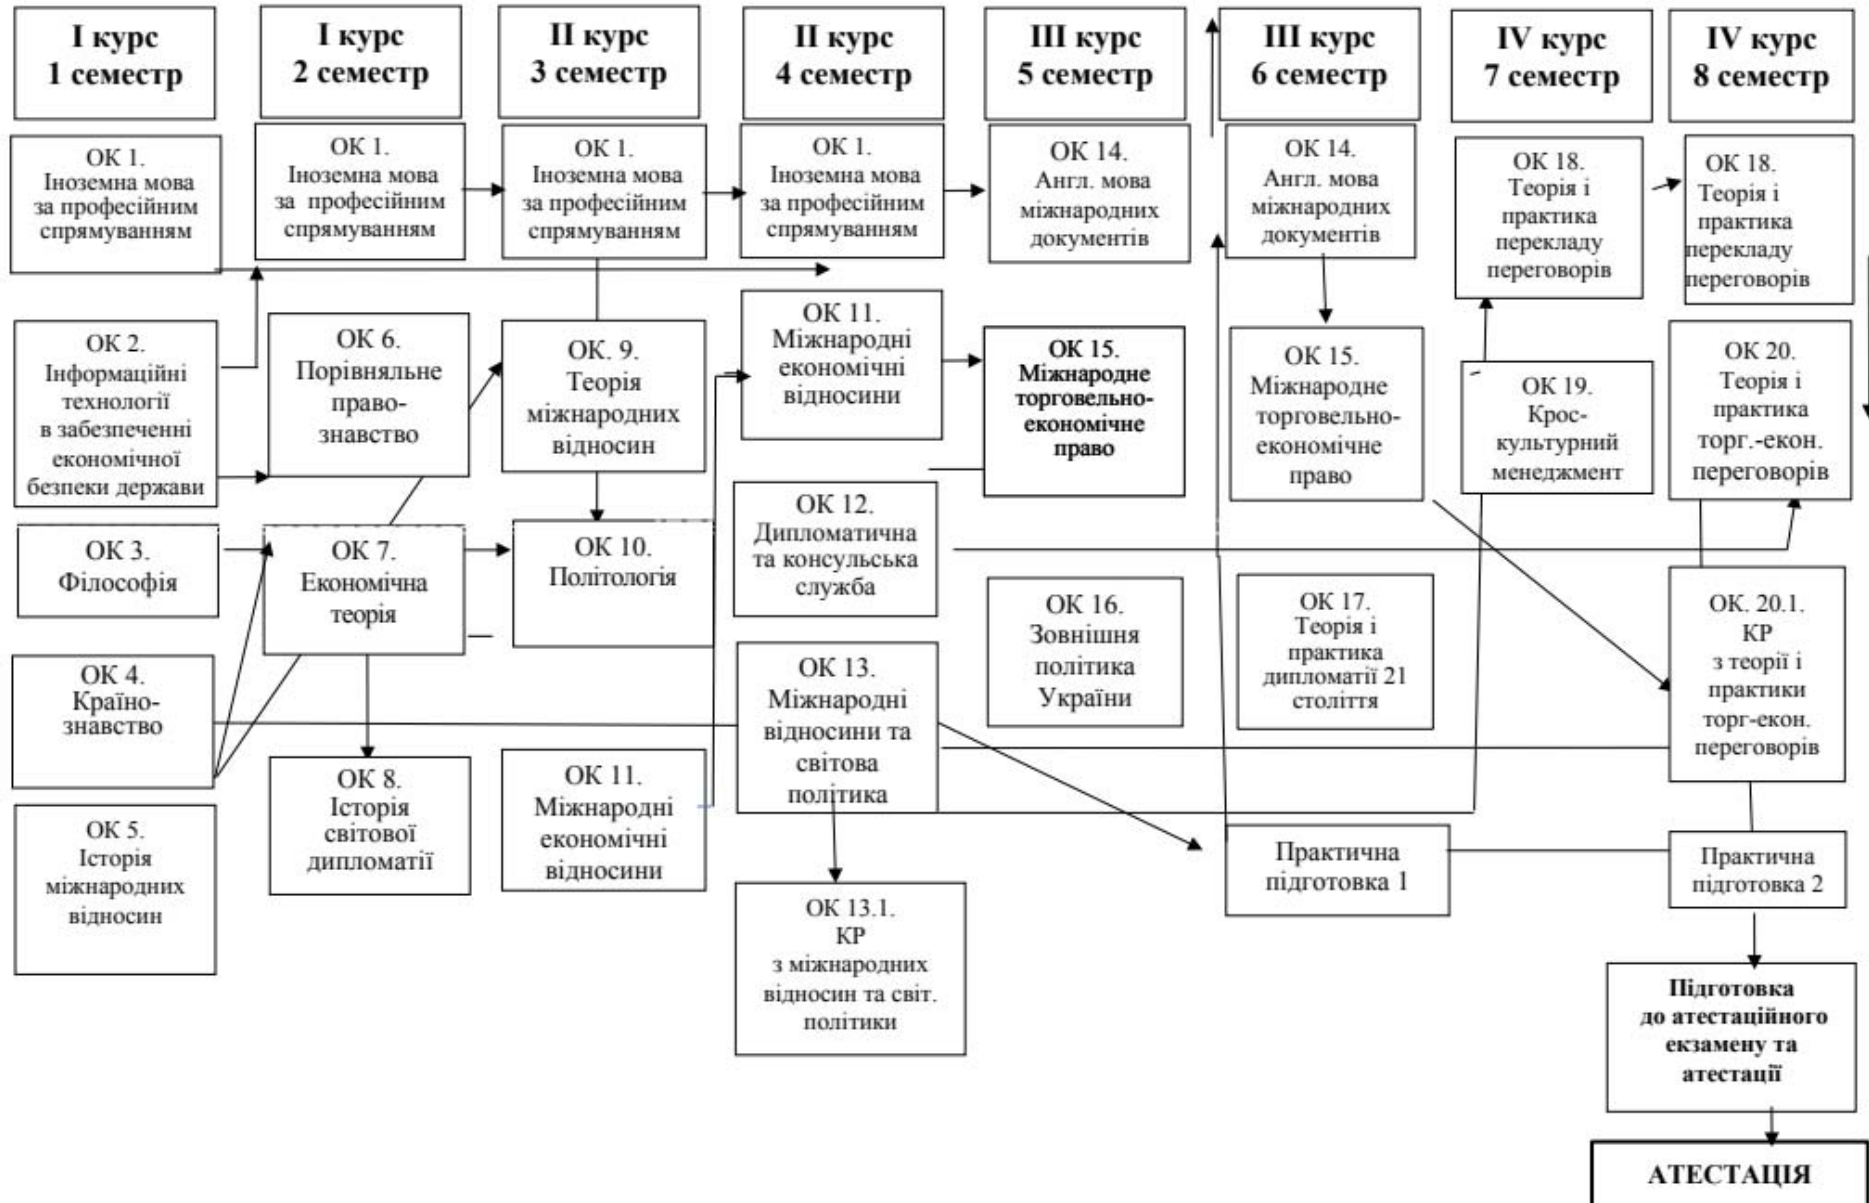 І курс
1 семестр
І курс
2 семестр
ІІ курс
3 семестр
ІІ курс
4 семестр
ІІІ курс
5 семестр
ІІІ курс
6 семестр
IV курс
7 семестр
IV курс
8 семестр
ОК 1.
Іноземна мова
за професійним
спрямуванням
ОК 2.
Інформаційні
технології
в забезпеченні
економічної
безпеки держави
ОК 3.
Філософія
ОК 4.
Країно-
знавство
ОК 5.
Історія
міжнародних
відносин
ОК 1.
Іноземна мова
за професійним
спрямуванням
ОК 6.
Порівняльне
право-
знавство
ОК 7.
Економічна
теорія
ОК 8.
Історія
світової
дипломатії
ОК 1.
Іноземна мова
за професійним
спрямуванням
ОК. 9.
Теорія
міжнародних
відносин
ОК 10.
Політологія
ОК 11.
Міжнародні
економічні
відносини
ОК 1.
Іноземна мова
за професійним
спрямуванням
ОК 11.
Міжнародні
економічні
відносини
ОК 12.
Дипломатична
та консульська
служба
ОК 13.
Міжнародні
відносини та
світова
політика
ОК 13.1.
КР
з міжнародних
відносин та світ.
політики
ОК 14.
Англ. мова
міжнародних
документів
ОК 15.
Міжнародне
торговельно-
економічне
право
ОК 16.
Зовнішня
політика
України
ОК 14.
Англ. мова
міжнародних
документів
ОК 15.
Міжнародне
торговельно-
економічне
право
ОК 17.
Теорія і
практика
дипломатії 21
століття
Практична
підготовка 1
ОК 18.
Теорія і
практика
перекладу
переговорів
ОК 19.
Крос-
культурний
менеджмент
ОК 18.
Теорія і
практика
перекладу
переговорів
ОК 20.
Теорія і
практика
торг.-екон.
переговорів
ОК. 20.1.
КР
з теорії і
практики
торг-екон.
переговорів
Практична
підготовка 2
Підготовка
до атестаційного
екзамену та
атестації
АТЕСТАЦІЯ